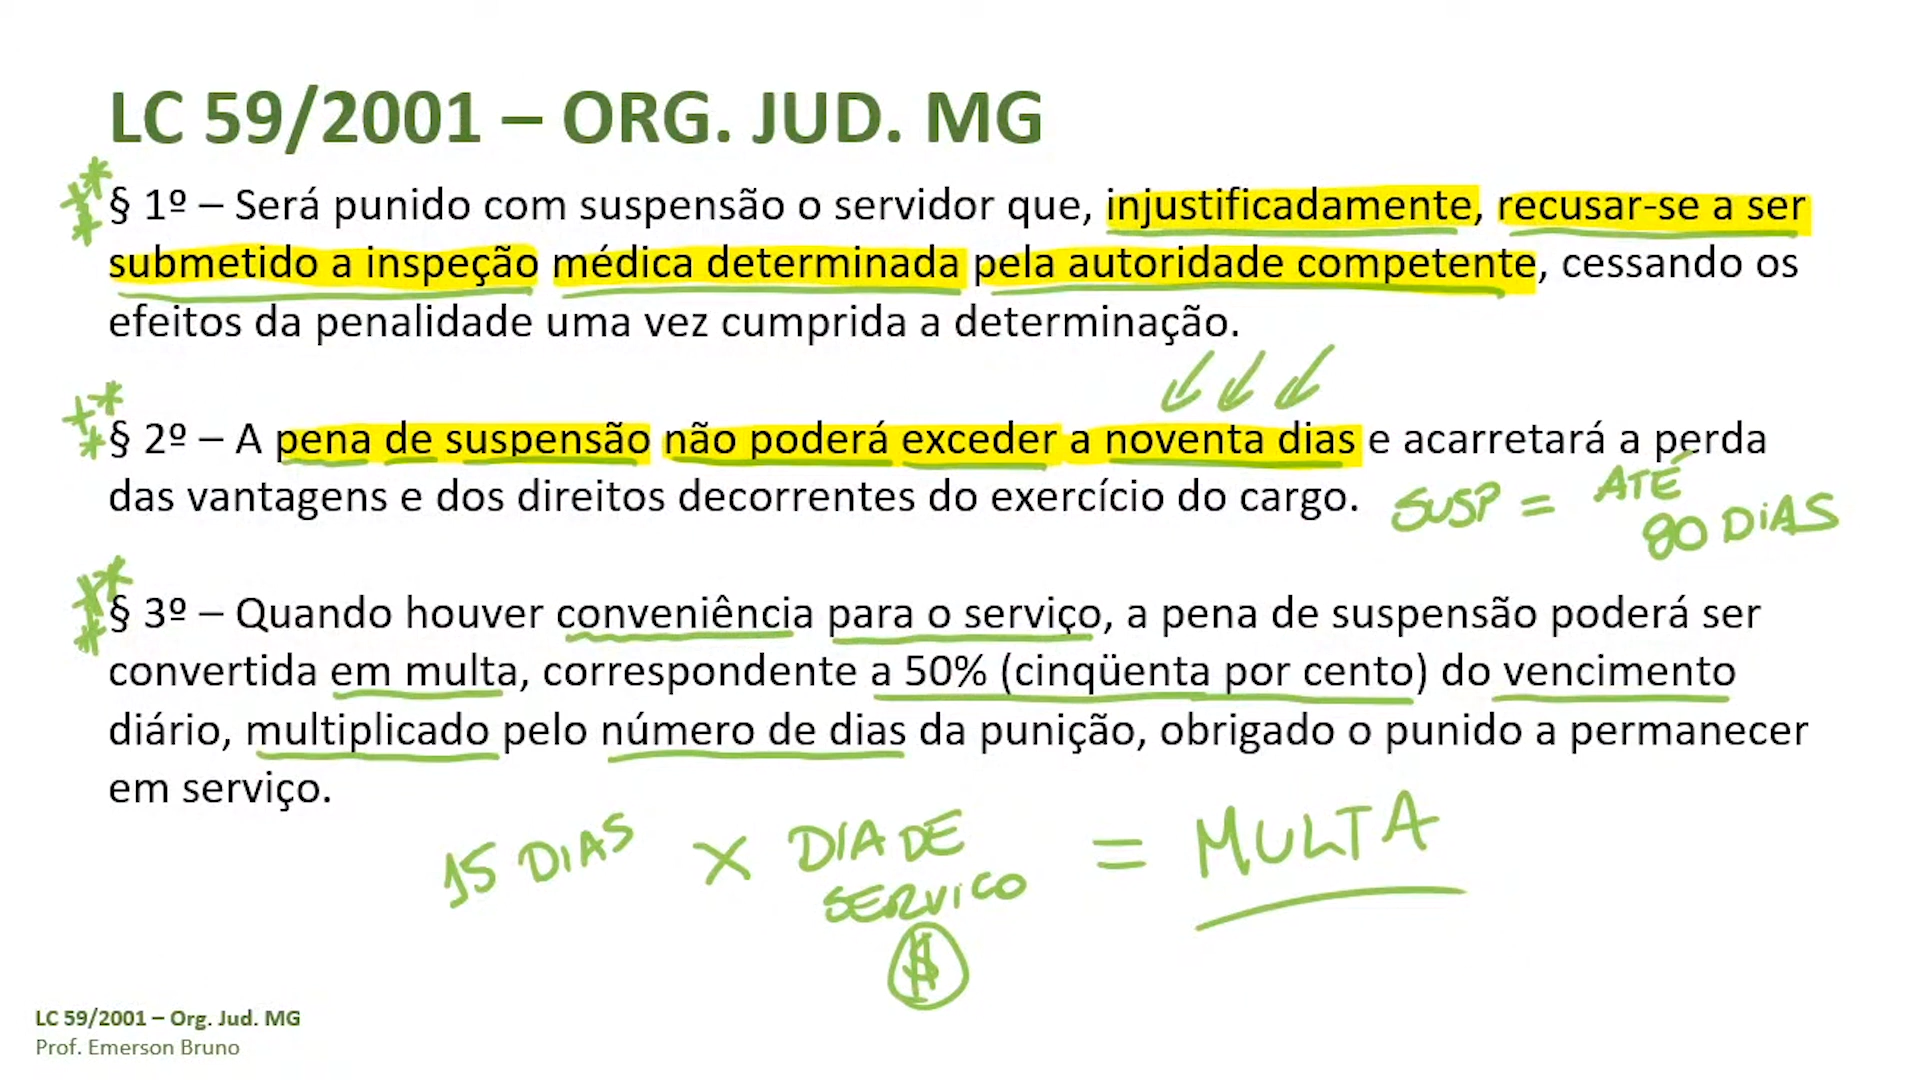 LC 59/2001 – ORG. JUD. MG
§ 1º – Será punido com suspensão o servidor que, injustificadamente, recusar-se a ser
submetido a inspeção médica determinada pela autoridade competente, cessando os
efeitos da penalidade uma vez cumprida a determinação.
§ 2º – A pena de suspensão não poderá exceder a noventa dias e acarretará a perda
das vantagens e dos direitos decorrentes do exercício do cargo.
SUSP = ATÉ
90 DIAS
§ 3º – Quando houver conveniência para o serviço, a pena de suspensão poderá ser
convertida em multa, correspondente a 50% (cinqüenta por cento) do vencimento
diário, multiplicado pelo número de dias da punição, obrigado o punido a permanecer
em serviço.
15 DIAS X DIA DE = MULTA
SERVICO
$
LC 59/2001 – Org. Jud. MG
Prof. Emerson Bruno